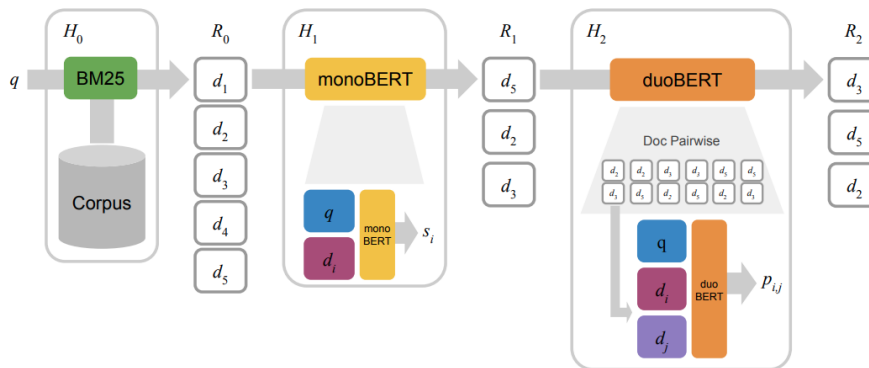 H₀ R₀ H₁ R₁ H₂ R₂
q BM25 d₁ monoBERT d₅ duoBERT d₃
d₂ d₂ Doc Pairwise d₅
d₂ d₂ d₃ d₃ d₅ d₅
d₃ d₃ d₃ d₅ d₅ d₂ d₂ d₃ d₂
Corpus q mono BERT sᵢ
d₄ dᵢ q
d₅ dᵢ duo BERT pᵢ,ⱼ
dⱼ